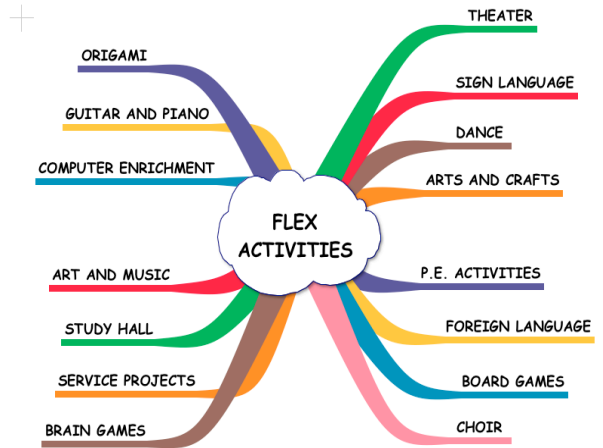 THEATER
ORIGAMI
SIGN LANGUAGE
GUITAR AND PIANO
DANCE
COMPUTER ENRICHMENT
ARTS AND CRAFTS
FLEX
ACTIVITIES
ART AND MUSIC
P.E. ACTIVITIES
STUDY HALL
FOREIGN LANGUAGE
SERVICE PROJECTS
BOARD GAMES
BRAIN GAMES
CHOIR